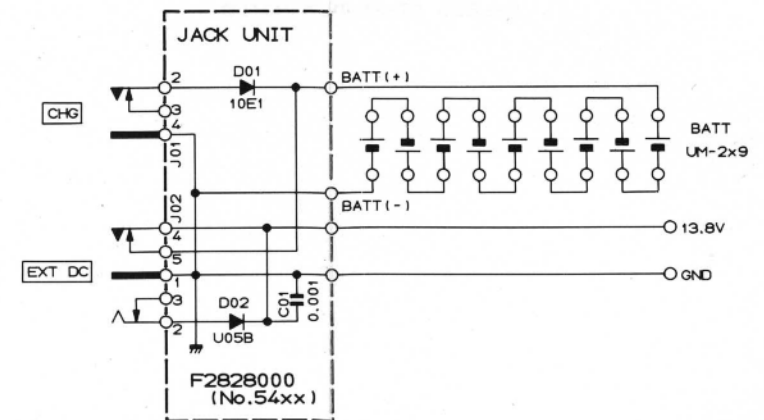 JACK UNIT
2
D01
BATT(+)
10E1
3
CHG
4
BATT
UM-2x9
J01
J02
BATT(-)
4
13.8V
5
EXT DC
1
GND
3
D02
C01
0.001
2
U05B
F2828000
(No.54xx)